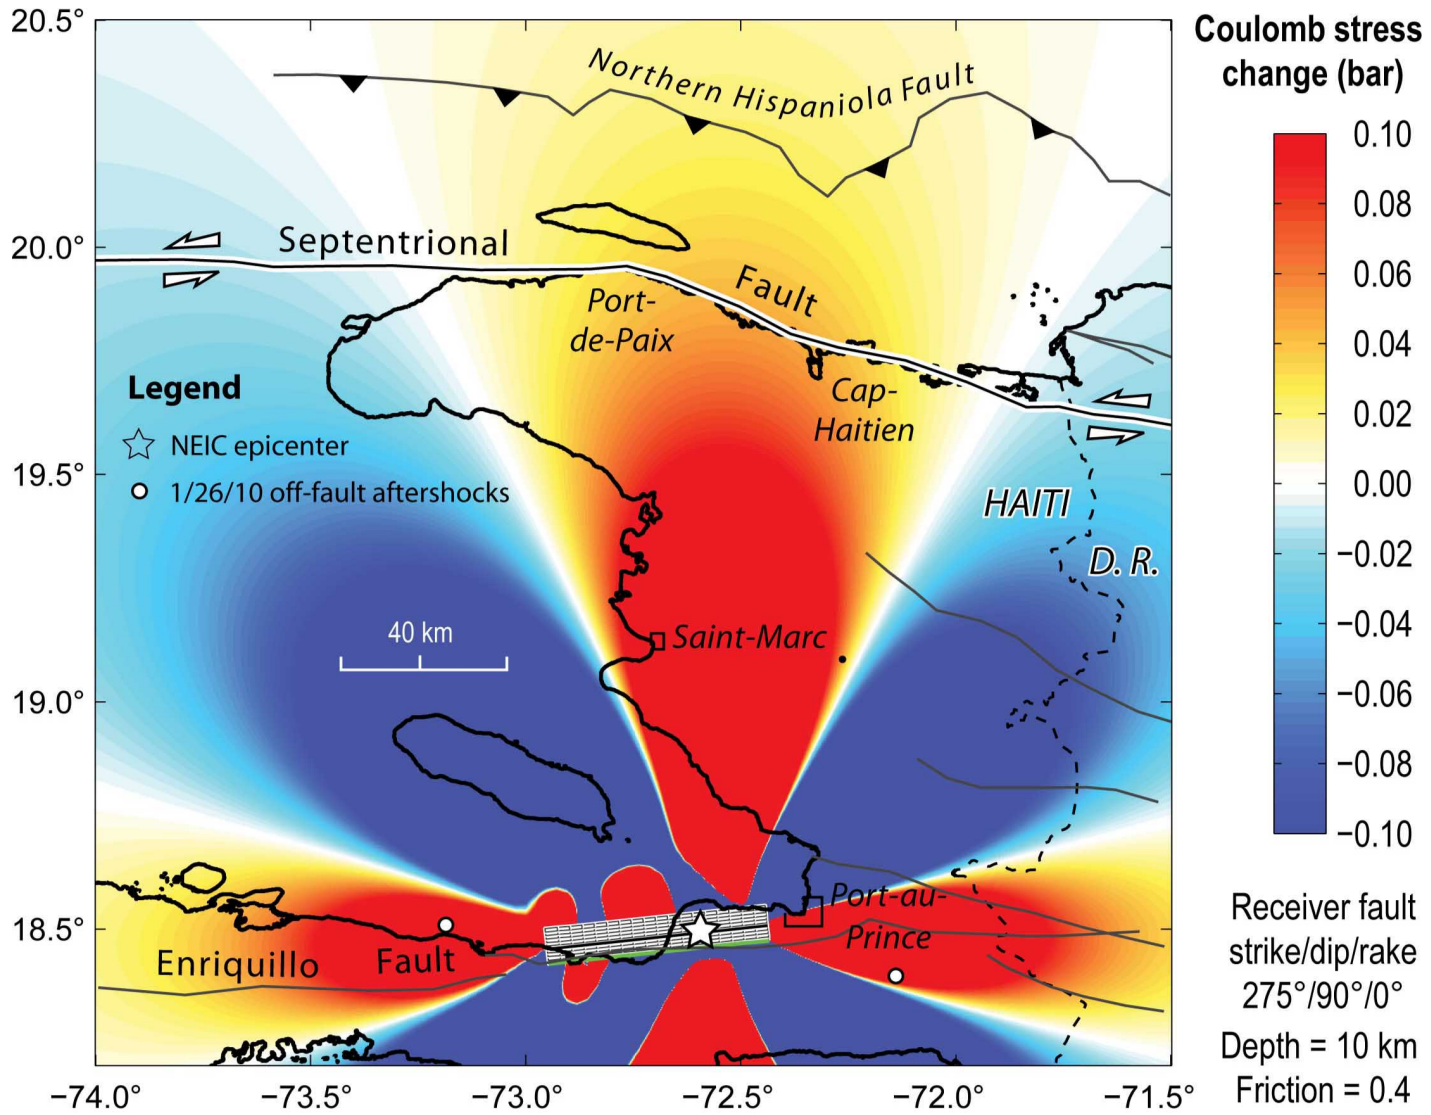 20.5°
20.0°
19.5°
19.0°
18.5°
−74.0°
−73.5°
−73.0°
−72.5°
−72.0°
−71.5°
Northern Hispaniola Fault
Septentrional
Fault
Port-
de-Paix
Cap-
Haitien
Legend
NEIC epicenter
1/26/10 off-fault aftershocks
HAITI
D. R.
40 km
Saint-Marc
Port-au-
Prince
Enriquillo Fault
Coulomb stress
change (bar)
0.10
0.08
0.06
0.04
0.02
0.00
−0.02
−0.04
−0.06
−0.08
−0.10
Receiver fault
strike/dip/rake
275°/90°/0°
Depth = 10 km
Friction = 0.4